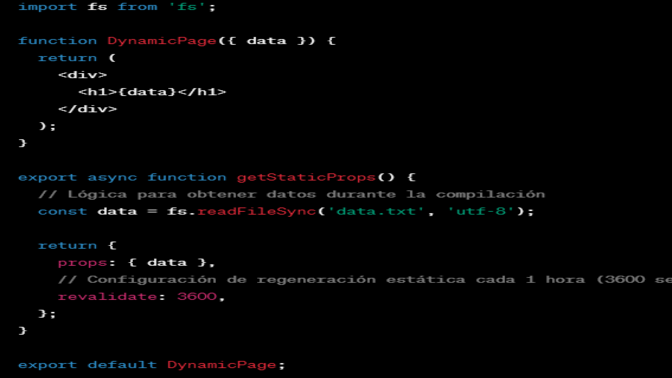 import fs from 'fs';
function DynamicPage({ data }) {
return (
<div>
<h1>{data}</h1>
</div>
);
}
export async function getStaticProps() {
// Lógica para obtener datos durante la compilación
const data = fs.readFileSync('data.txt', 'utf-8');
return {
props: { data },
// Configuración de regeneración estática cada 1 hora (3600 se
revalidate: 3600,
};
}
export default DynamicPage;